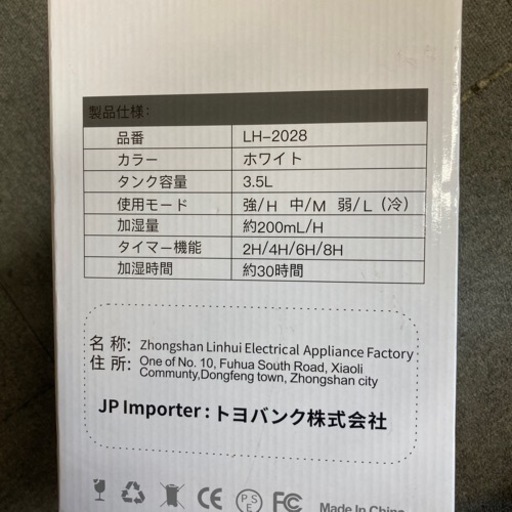 製品仕様：
品番 LH-2028
カラー ホワイト
タンク容量 3.5L
使用モード 強/H 中/M 弱/L（冷）
加湿量 約200mL/H
タイマー機能 2H/4H/6H/8H
加湿時間 約30時間
名 称: Zhongshan Linhui Electrical Appliance Factory
住 所: One of No. 10, Fuhua South Road, Xiaoli
Communty,Dongfeng town, Zhongshan city
JP Importer : トヨバンク株式会社
CE PSE FC Made In China